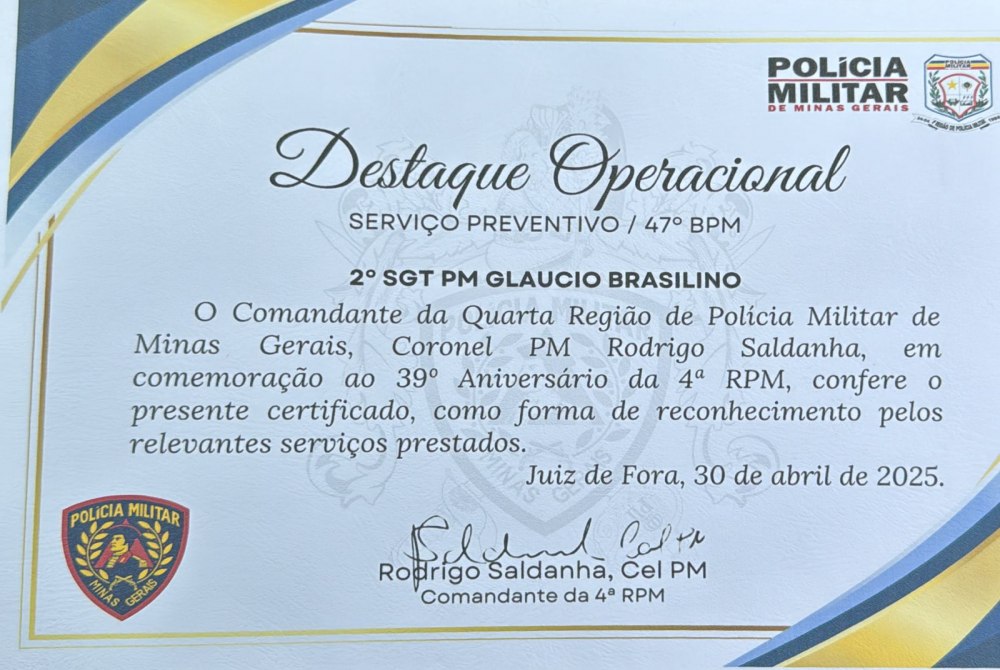 POLÍCIA
MILITAR
DE MINAS GERAIS
POLÍCIA
MILITAR
Destaque Operacional
SERVIÇO PREVENTIVO / 47º BPM
2º SGT PM GLAUCIO BRASILINO
O Comandante da Quarta Região de Polícia Militar de
Minas Gerais, Coronel PM Rodrigo Saldanha, em
comemoração ao 39º Aniversário da 4ª RPM, confere o
presente certificado, como forma de reconhecimento pelos
relevantes serviços prestados.
Juiz de Fora, 30 de abril de 2025.
Rodrigo Saldanha, Cel PM
Comandante da 4ª RPM
POLÍCIA MILITAR
MINAS GERAIS